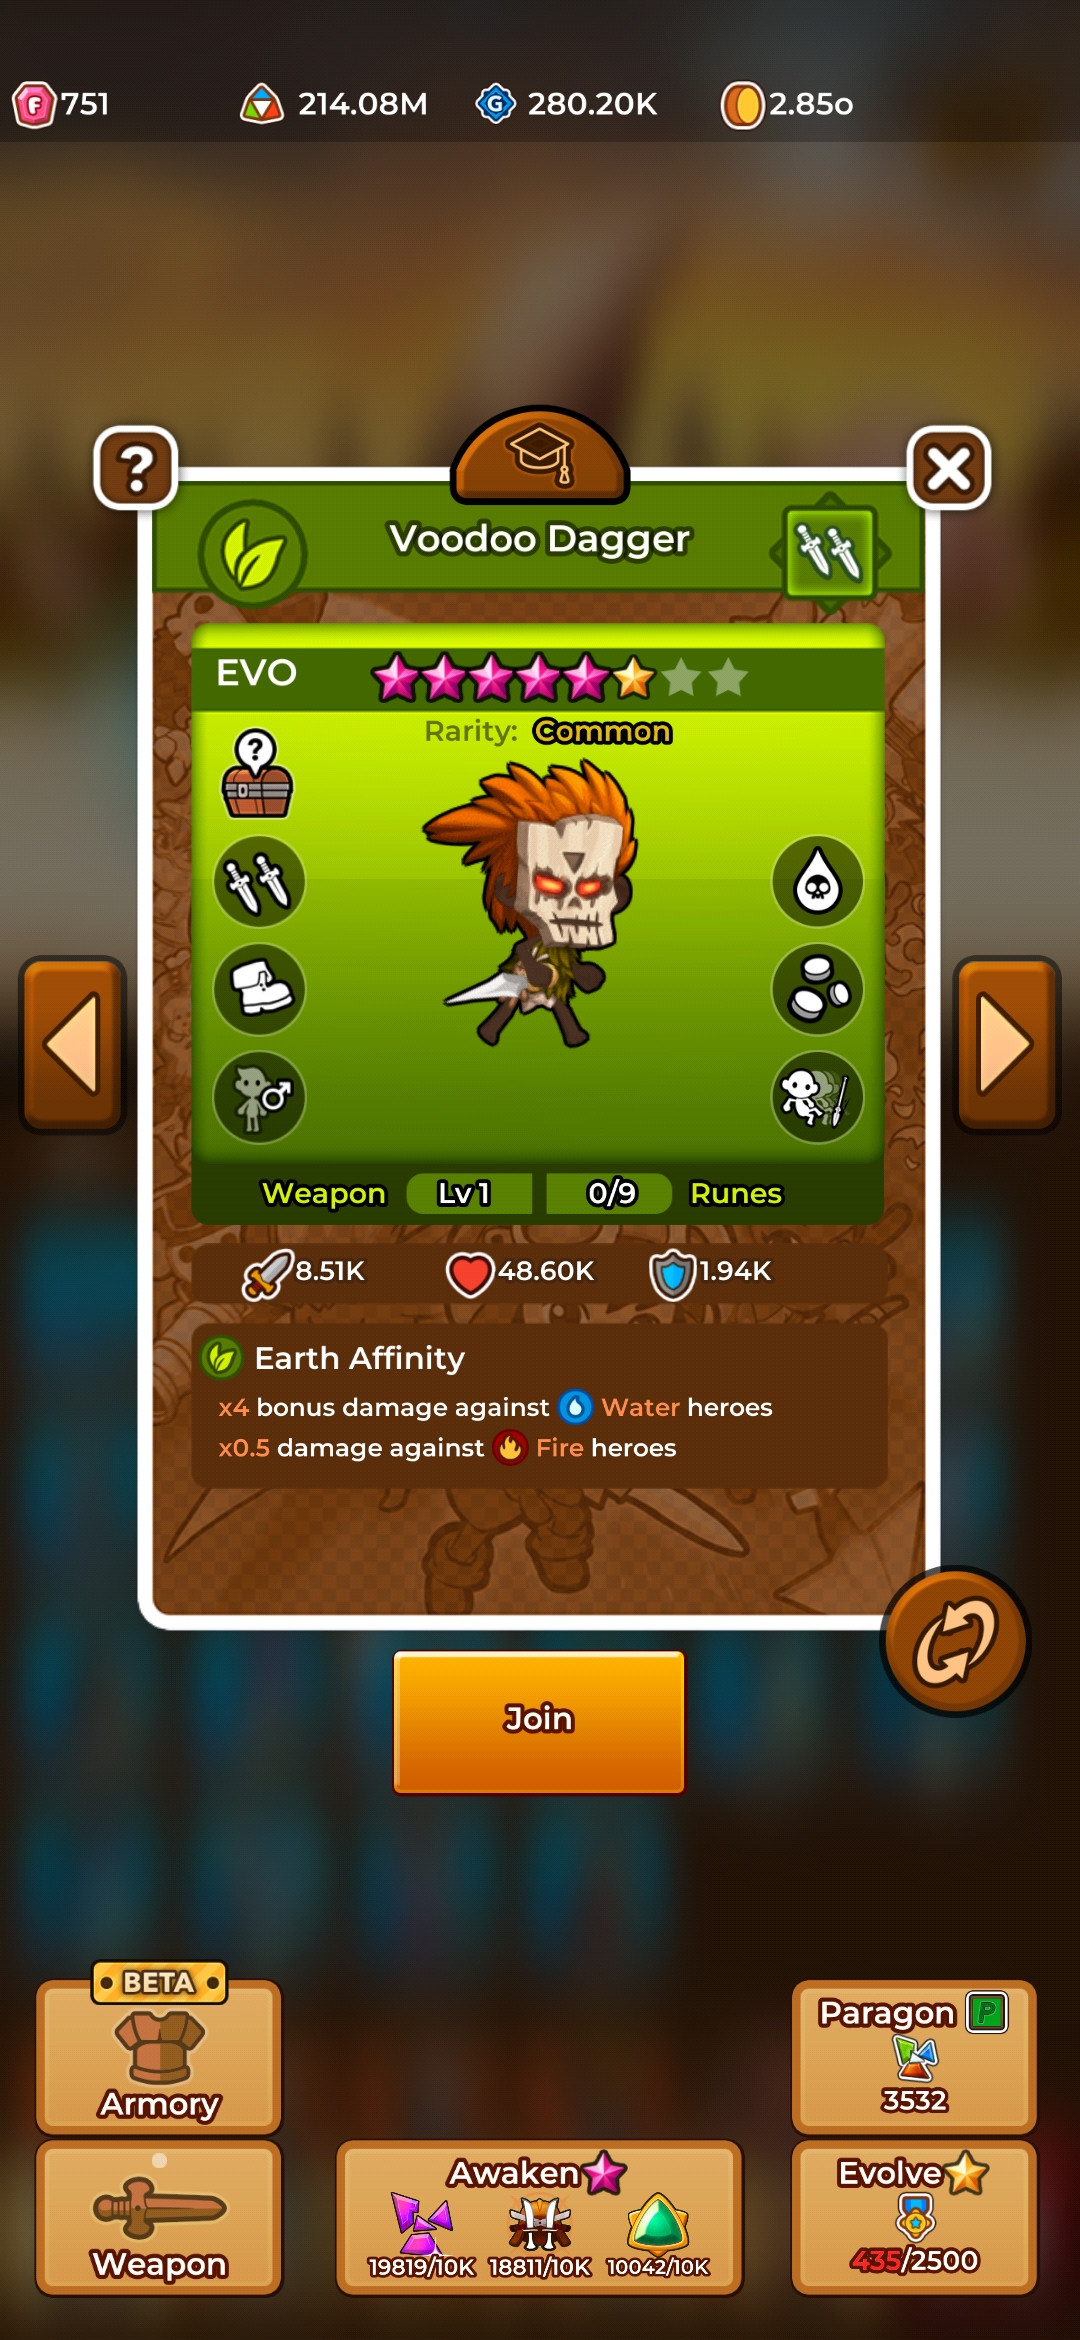 F 751 214.08M G 280.20K 2.85o
?
Voodoo Dagger
EVO
Rarity: Common
?
Weapon Lv 1 0/9 Runes
8.51K 48.60K 1.94K
Earth Affinity
x4 bonus damage against Water heroes
x0.5 damage against Fire heroes
Join
BETA
Armory
Paragon P
3532
Weapon
Awaken
19819/10K 18811/10K 10042/10K
Evolve
435/2500